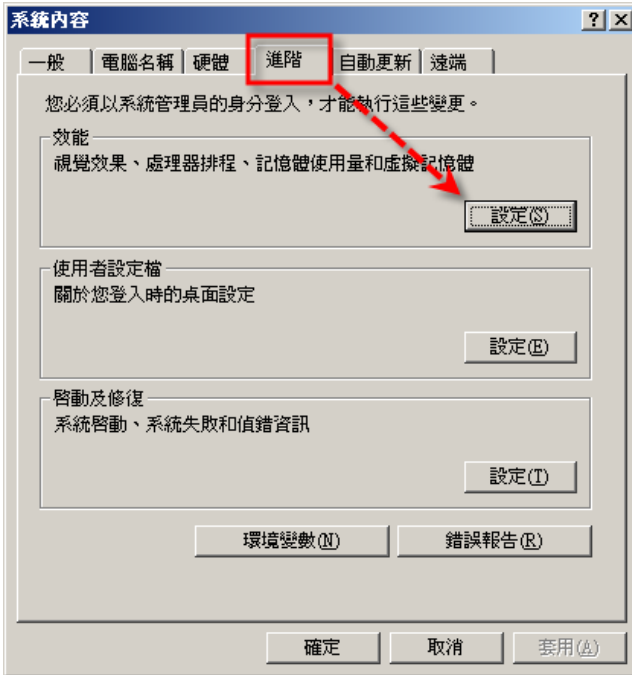 系統內容
一般 電腦名稱 硬體 進階 自動更新 遠端
您必須以系統管理員的身分登入，才能執行這些變更。
效能
視覺效果、處理器排程、記憶體使用量和虛擬記憶體
設定(S)
使用者設定檔
關於您登入時的桌面設定
設定(E)
啓動及修復
系統啓動、系統失敗和偵錯資訊
設定(T)
環境變數(N) 錯誤報告(R)
確定 取消 套用(A)